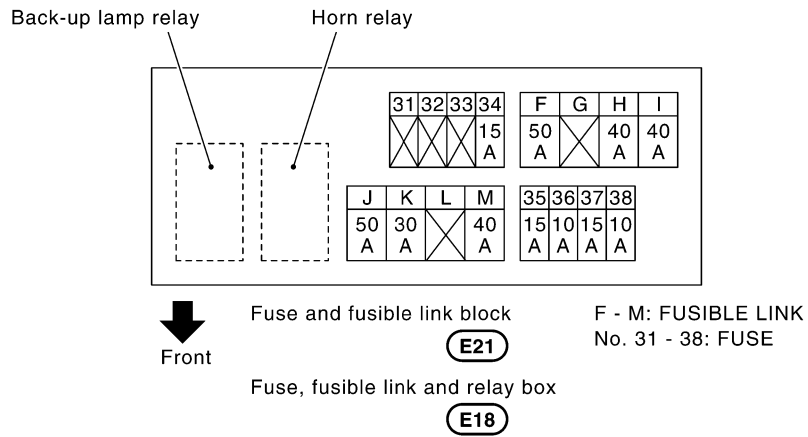 Back-up lamp relay
Horn relay
31 32 33 34
15 A
F G H I
50 A 40 A 40 A
J K L M
50 A 30 A 40 A
35 36 37 38
15 A 10 A 15 A 10 A
Front
Fuse and fusible link block
E21
F - M: FUSIBLE LINK
No. 31 - 38: FUSE
Fuse, fusible link and relay box
E18